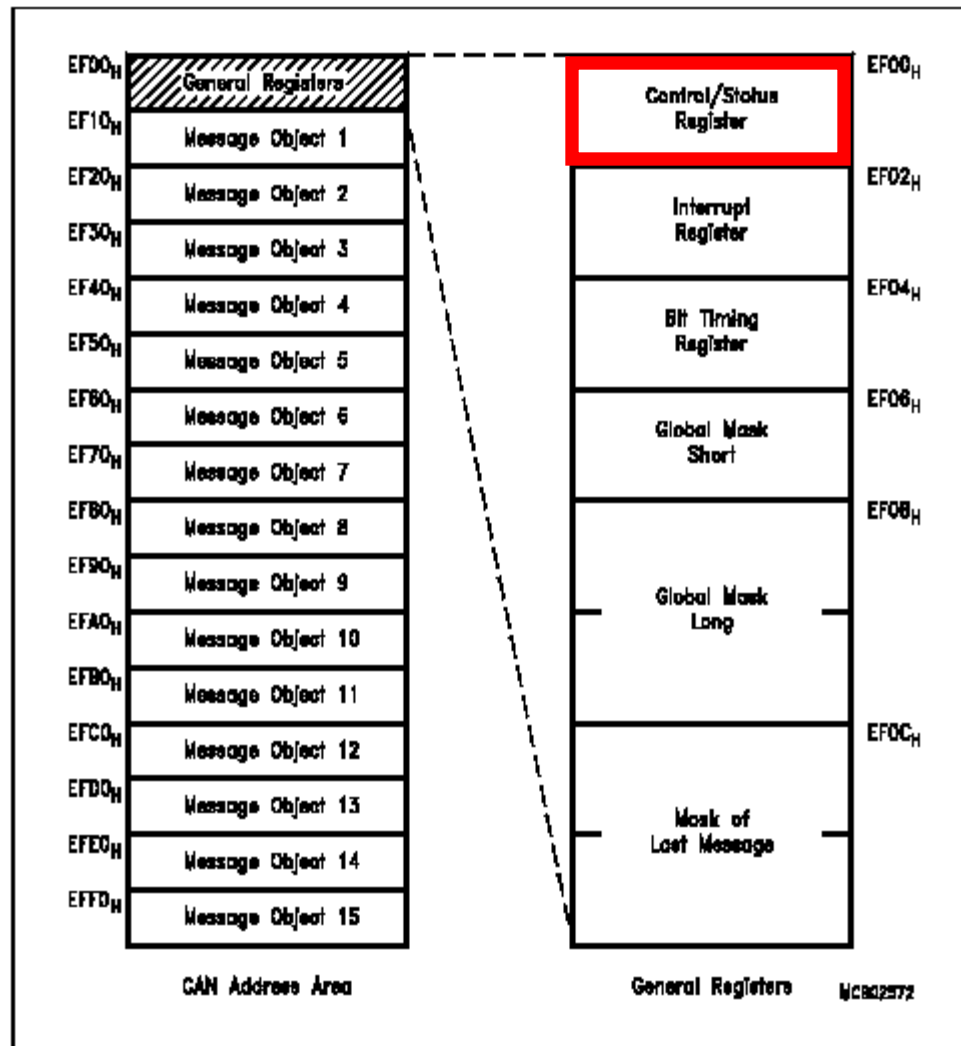 EF00H
General Registers
EF10H
Message Object 1
EF20H
Message Object 2
EF30H
Message Object 3
EF40H
Message Object 4
EF50H
Message Object 5
EF60H
Message Object 6
EF70H
Message Object 7
EF80H
Message Object 8
EF90H
Message Object 9
EFA0H
Message Object 10
EFB0H
Message Object 11
EFC0H
Message Object 12
EFD0H
Message Object 13
EFE0H
Message Object 14
EFF0H
Message Object 15
CAN Address Area
EF00H
Control/Status
Register
EF02H
Interrupt
Register
EF04H
Bit Timing
Register
EF06H
Global Mask
Short
EF08H
Global Mask
Long
EF0CH
Mask of
Last Message
General Registers
MCB02972